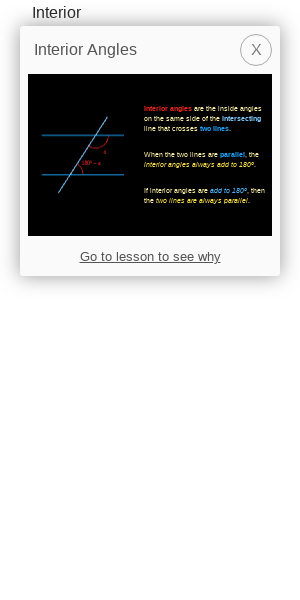 Interior
Interior Angles
X
Interior angles are the inside angles
on the same side of the intersecting
line that crosses two lines.
a
180° − a
When the two lines are parallel, the
interior angles always add to 180°.
If interior angles are add to 180°, then
the two lines are always parallel.
Go to lesson to see why